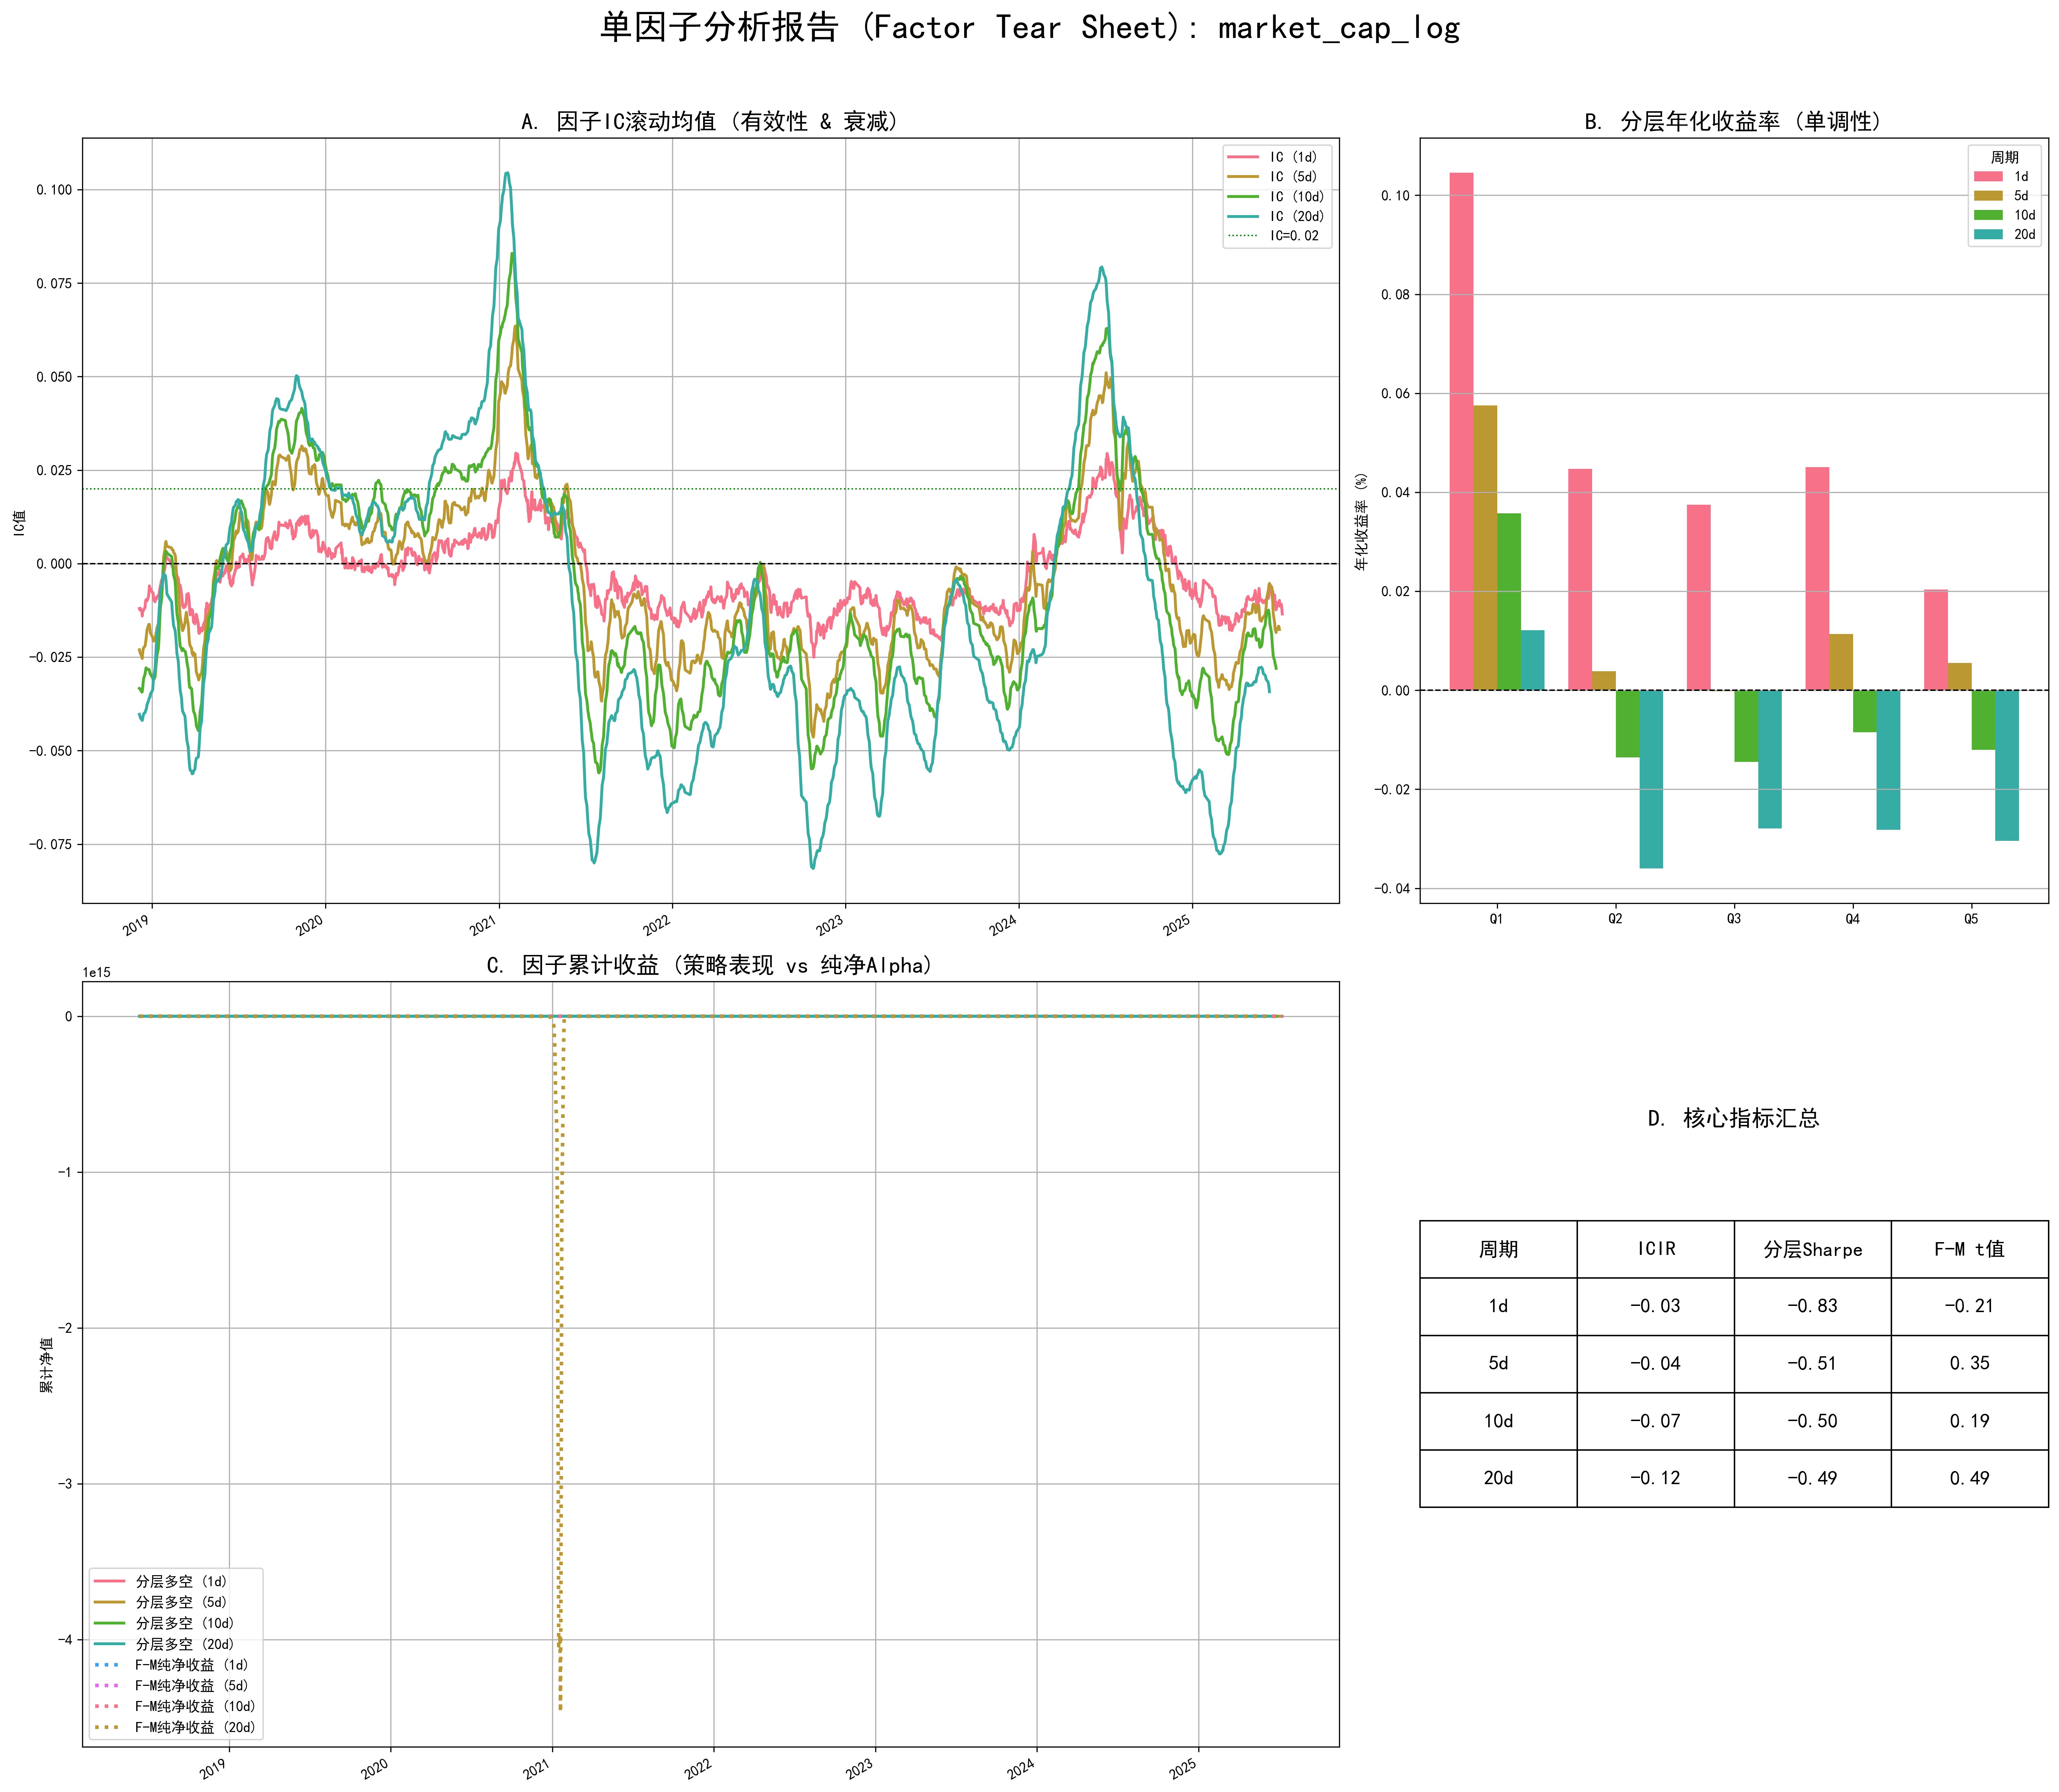 单因子分析报告 (Factor Tear Sheet): market_cap_log
A. 因子IC滚动均值 (有效性 & 衰减)
IC值
0.100
0.075
0.050
0.025
0.000
−0.025
−0.050
−0.075
2019
2020
2021
2022
2023
2024
2025
IC (1d)
IC (5d)
IC (10d)
IC (20d)
IC=0.02
B. 分层年化收益率 (单调性)
年化收益率 (%)
0.10
0.08
0.06
0.04
0.02
0.00
−0.02
−0.04
Q1
Q2
Q3
Q4
Q5
周期
1d
5d
10d
20d
C. 因子累计收益 (策略表现 vs 纯净Alpha)
1e15
累计净值
0
−1
−2
−3
−4
2019
2020
2021
2022
2023
2024
2025
分层多空 (1d)
分层多空 (5d)
分层多空 (10d)
分层多空 (20d)
F-M纯净收益 (1d)
F-M纯净收益 (5d)
F-M纯净收益 (10d)
F-M纯净收益 (20d)
D. 核心指标汇总
周期 ICIR 分层Sharpe F-M t值
1d -0.03 -0.83 -0.21
5d -0.04 -0.51 0.35
10d -0.07 -0.50 0.19
20d -0.12 -0.49 0.49